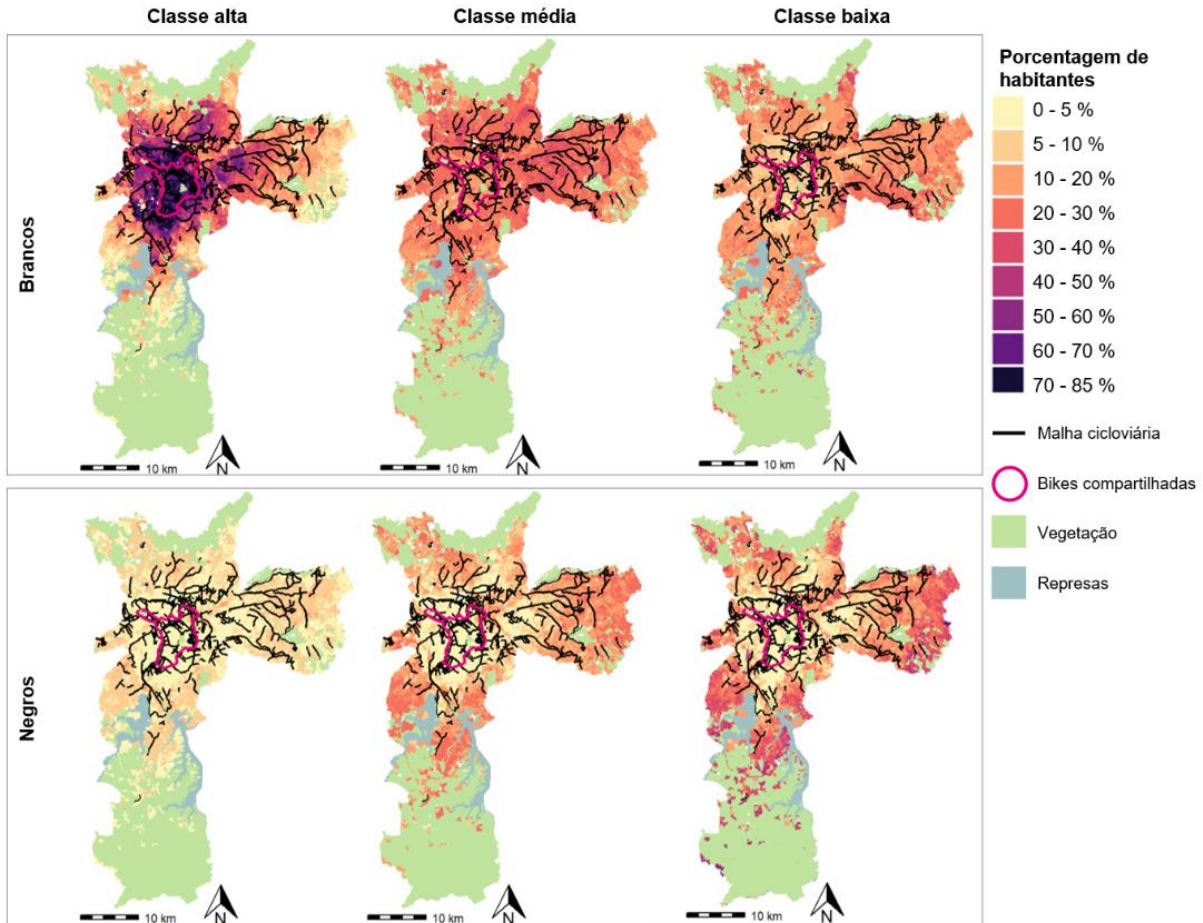 Classe alta
Classe média
Classe baixa
Brancos
10 km
N
10 km
N
10 km
N
Negros
10 km
N
10 km
N
10 km
N
Porcentagem de
habitantes
0 - 5 %
5 - 10 %
10 - 20 %
20 - 30 %
30 - 40 %
40 - 50 %
50 - 60 %
60 - 70 %
70 - 85 %
Malha cicloviária
Bikes compartilhadas
Vegetação
Represas